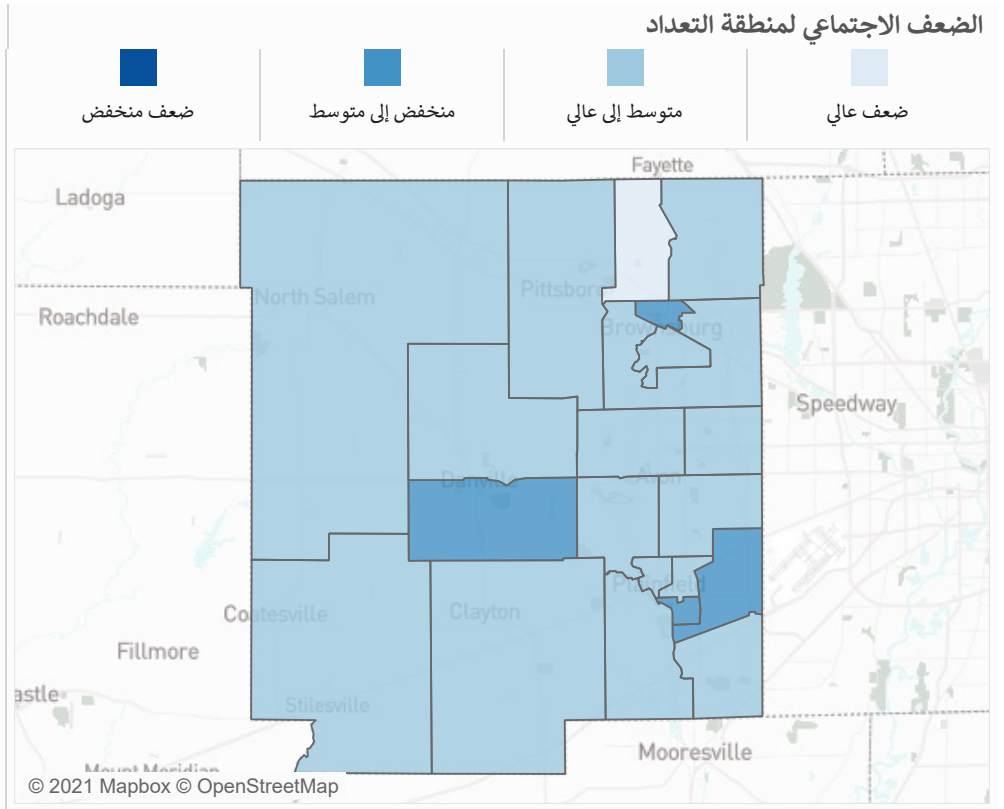 الضعف الاجتماعي لمنطقة التعداد
ضعف عالي
متوسط إلى عالي
منخفض إلى متوسط
ضعف منخفض
Fayette
Ladoga
North Salem
Pittsboro
Roachdale
Brownsburg
Speedway
Danville
Avon
Plainfield
Coatesville
Clayton
Fillmore
astle
Stilesville
Mooresville
Mount Meridian
© 2021 Mapbox © OpenStreetMap